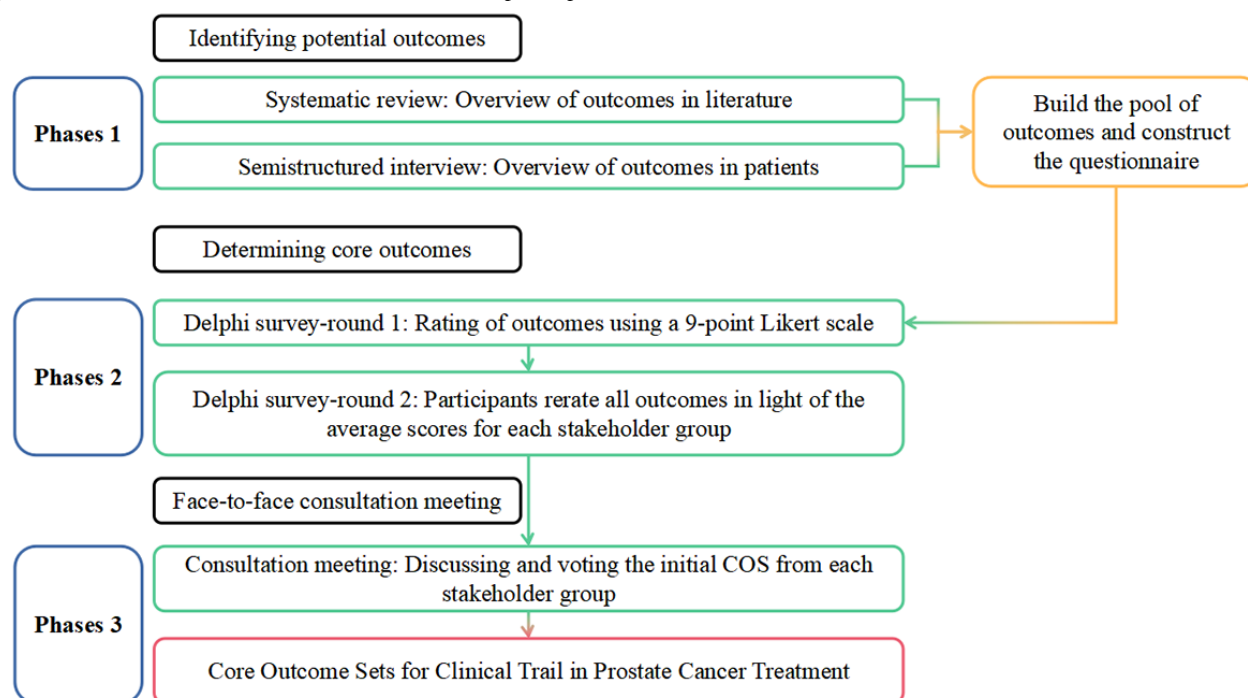 Identifying potential outcomes
Phases 1
Systematic review: Overview of outcomes in literature
Semistructured interview: Overview of outcomes in patients
Build the pool of
outcomes and construct
the questionnaire
Determining core outcomes
Phases 2
Delphi survey-round 1: Rating of outcomes using a 9-point Likert scale
Delphi survey-round 2: Participants rerate all outcomes in light of the
average scores for each stakeholder group
Face-to-face consultation meeting
Phases 3
Consultation meeting: Discussing and voting the initial COS from each
stakeholder group
Core Outcome Sets for Clinical Trail in Prostate Cancer Treatment